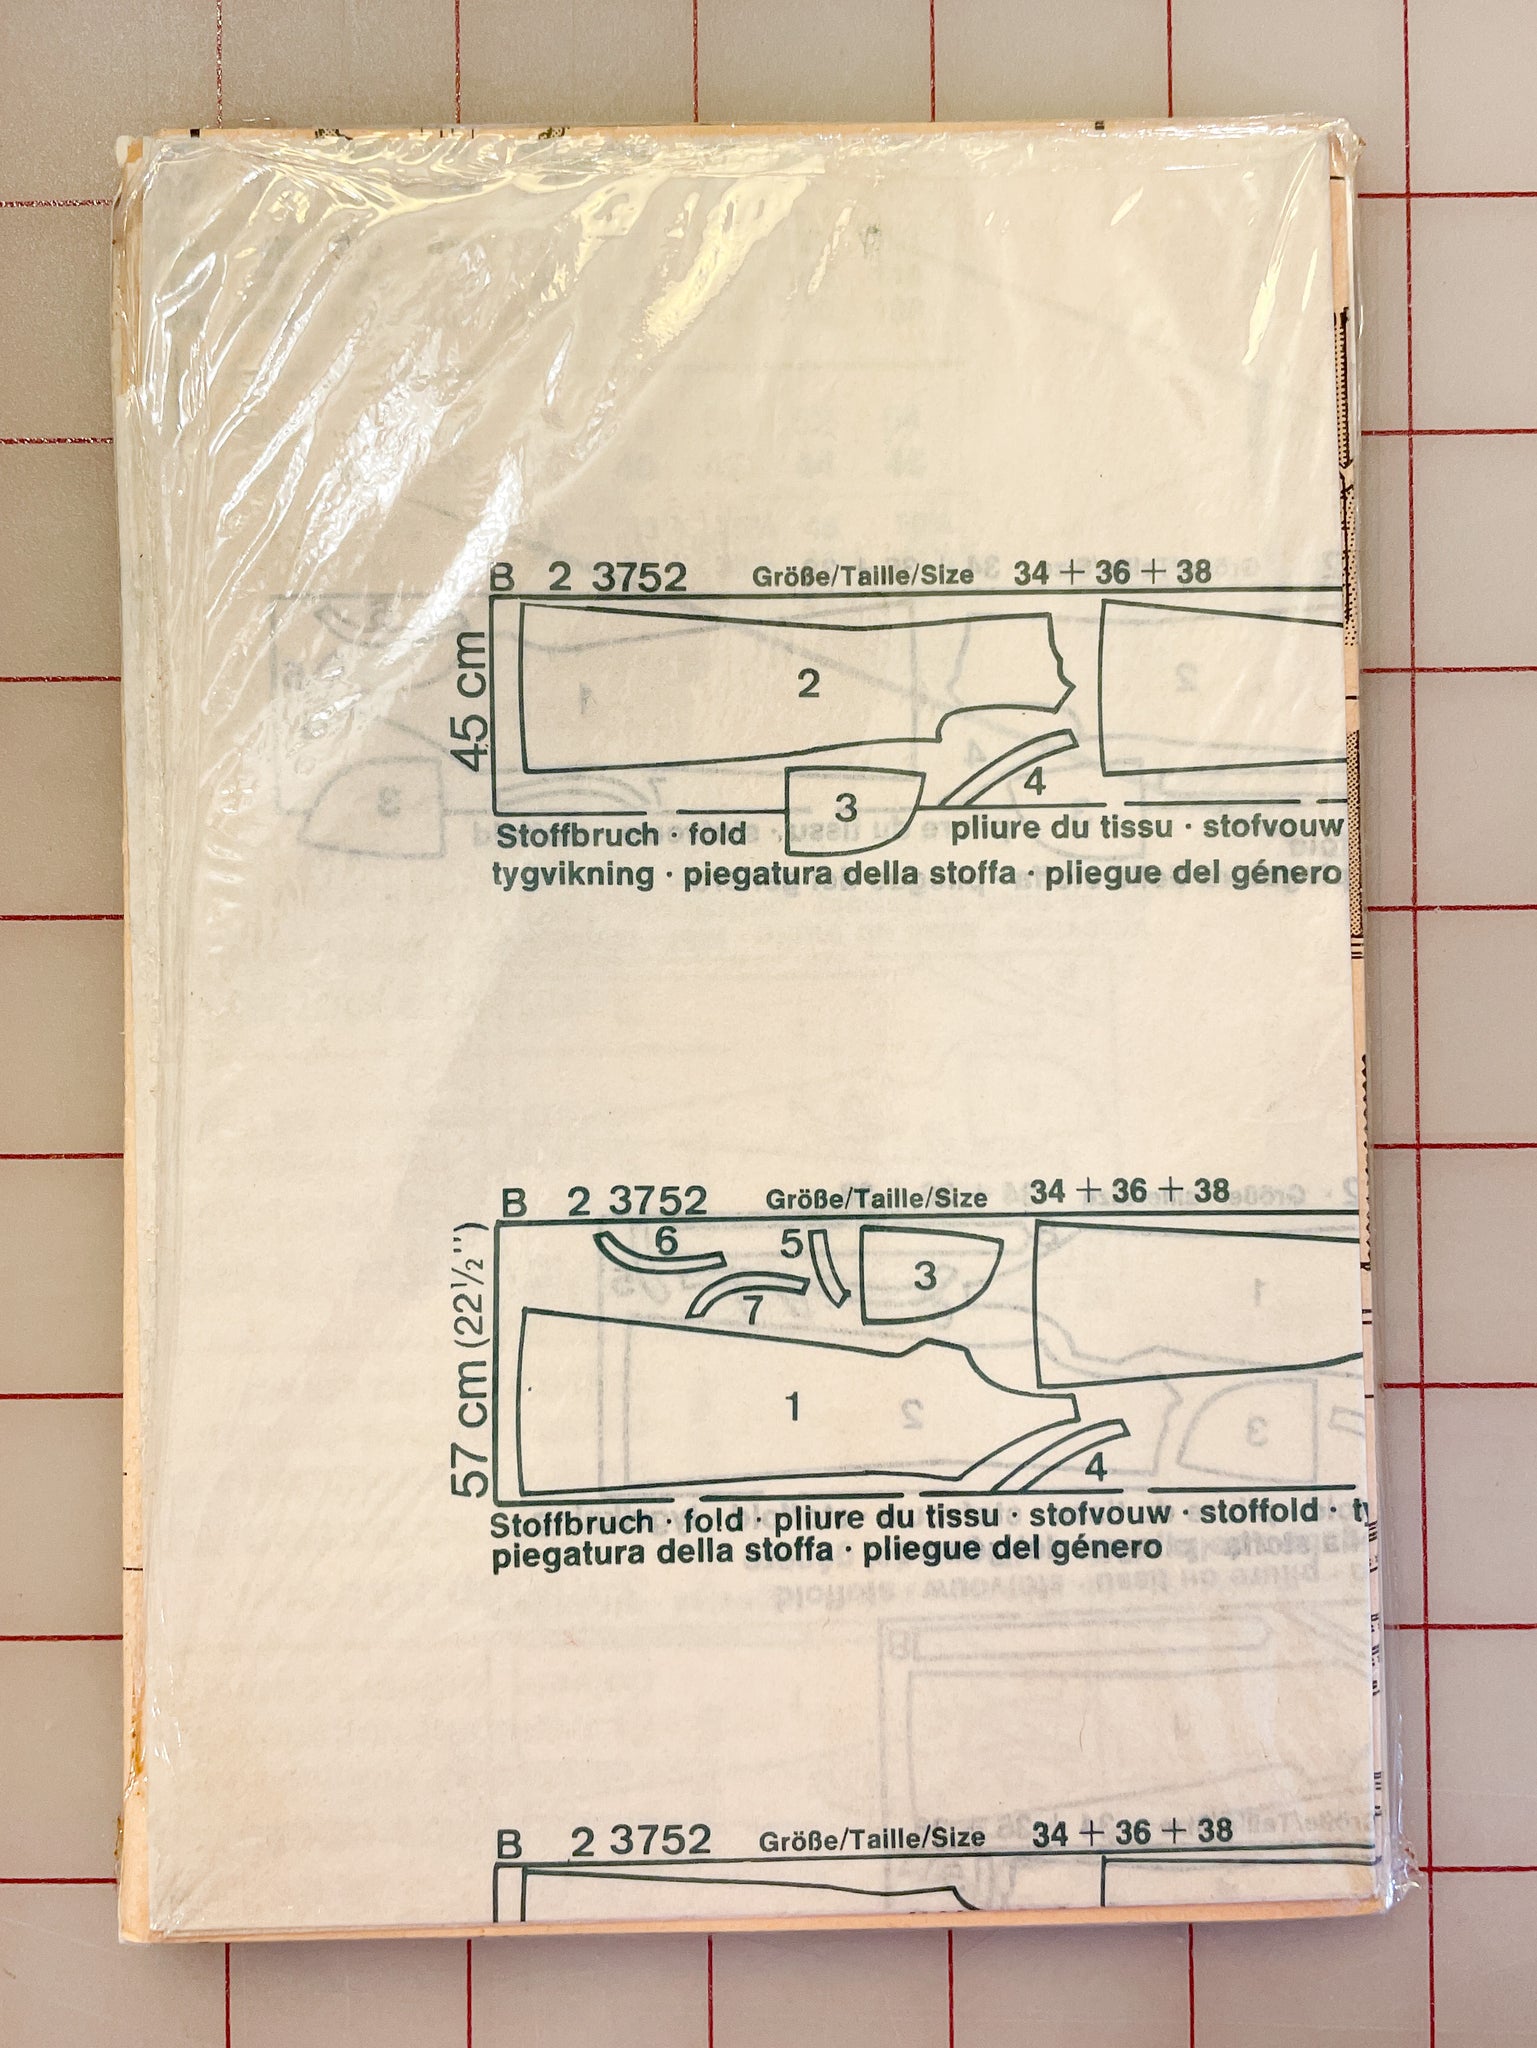 B 2 3752 Größe/Taille/Size 34 + 36 + 38
45 cm
2
2
3
4
Stoffbruch · fold pliure du tissu · stofvouw
tygvikning · piegatura della stoffa · pliegue del género
B 2 3752 Größe/Taille/Size 34 + 36 + 38
57 cm (22½")
6
5
3
7
1
1
4
Stoffbruch · fold · pliure du tissu · stofvouw · stoffold ·
piegatura della stoffa · pliegue del género
B 2 3752 Größe/Taille/Size 34 + 36 + 38